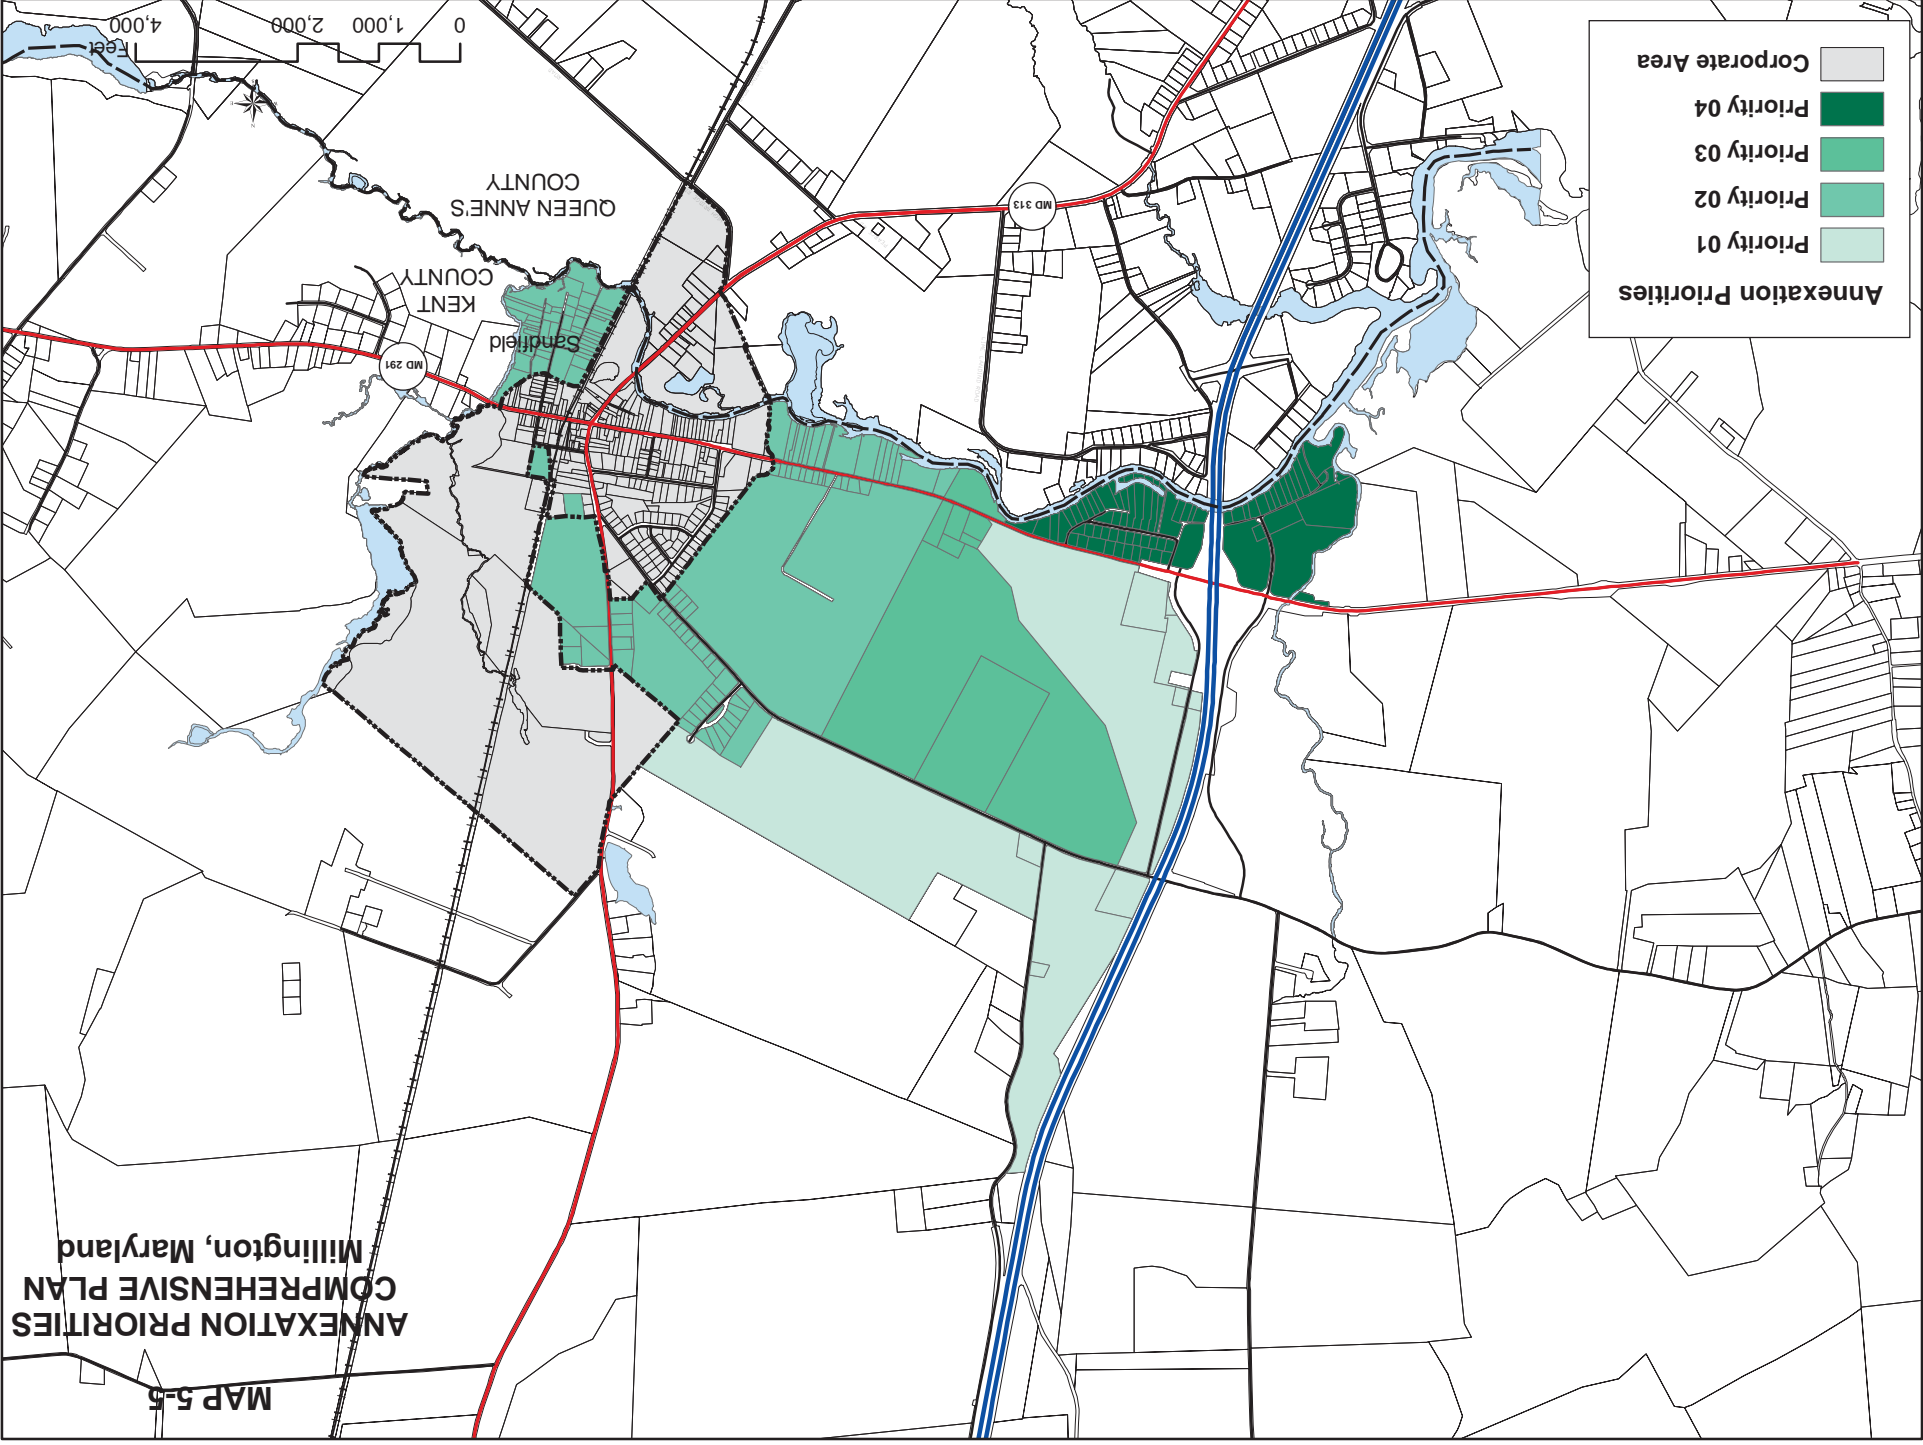 MAP 5-5
ANNEXATION PRIORITIES
COMPREHENSIVE PLAN
Millington, Maryland
MD 291
KENT
COUNTY
Sandfield
QUEEN ANNE'S
COUNTY
MD 313
Annexation Priorities
Priority 01
Priority 02
Priority 03
Priority 04
Corporate Area
0 1,000 2,000 4,000
Feet